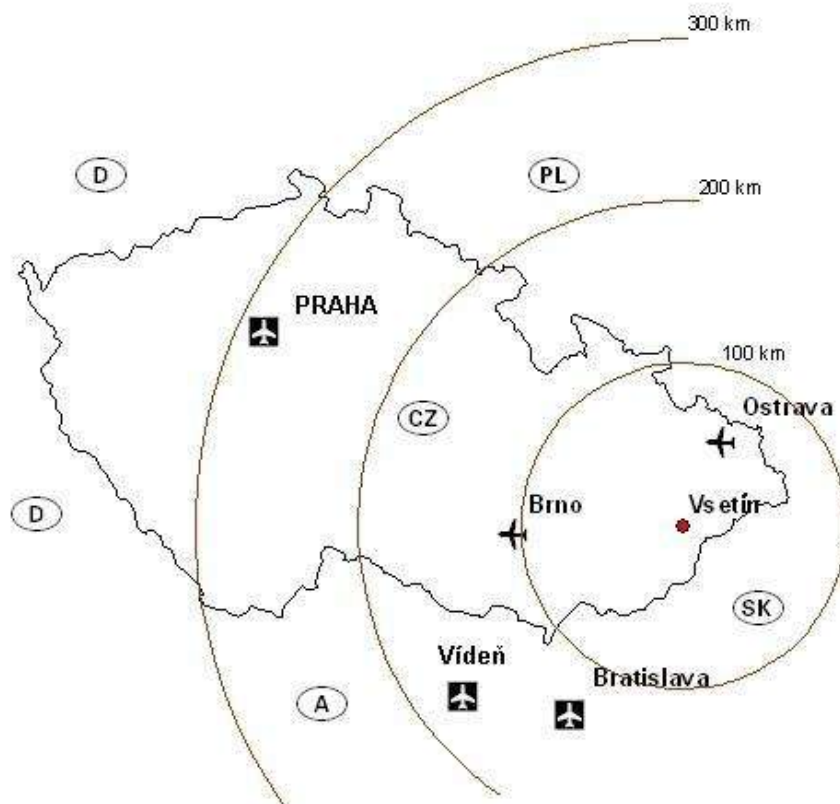 300 km
D
PL
200 km
PRAHA
100 km
Ostrava
CZ
D
Brno
Vsetín
SK
Vídeň
Bratislava
A